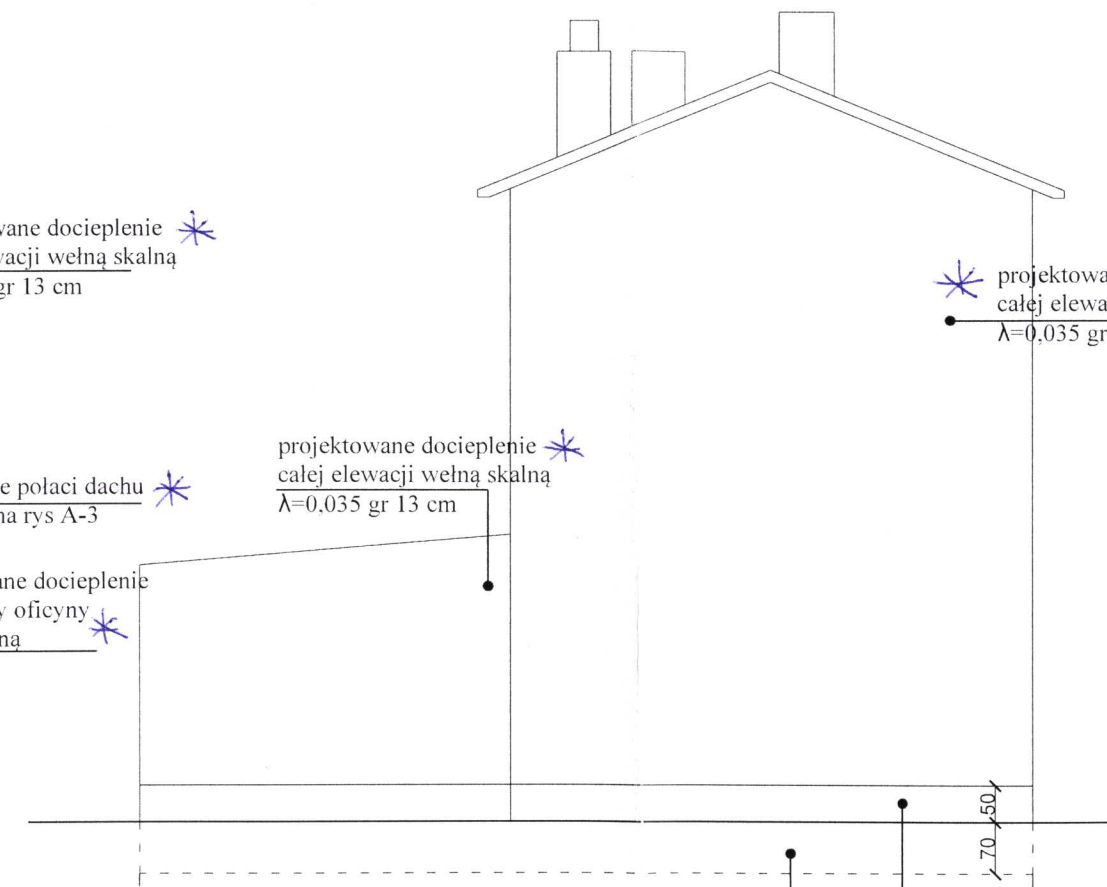 wane docieplenie
wacji wełną skalną
gr 13 cm
projektowa
całej elewa
λ=0,035 gr
projektowane docieplenie
całej elewacji wełną skalną
λ=0,035 gr 13 cm
e połaci dachu
na rys A-3
ane docieplenie
y oficyny
ną
50
70